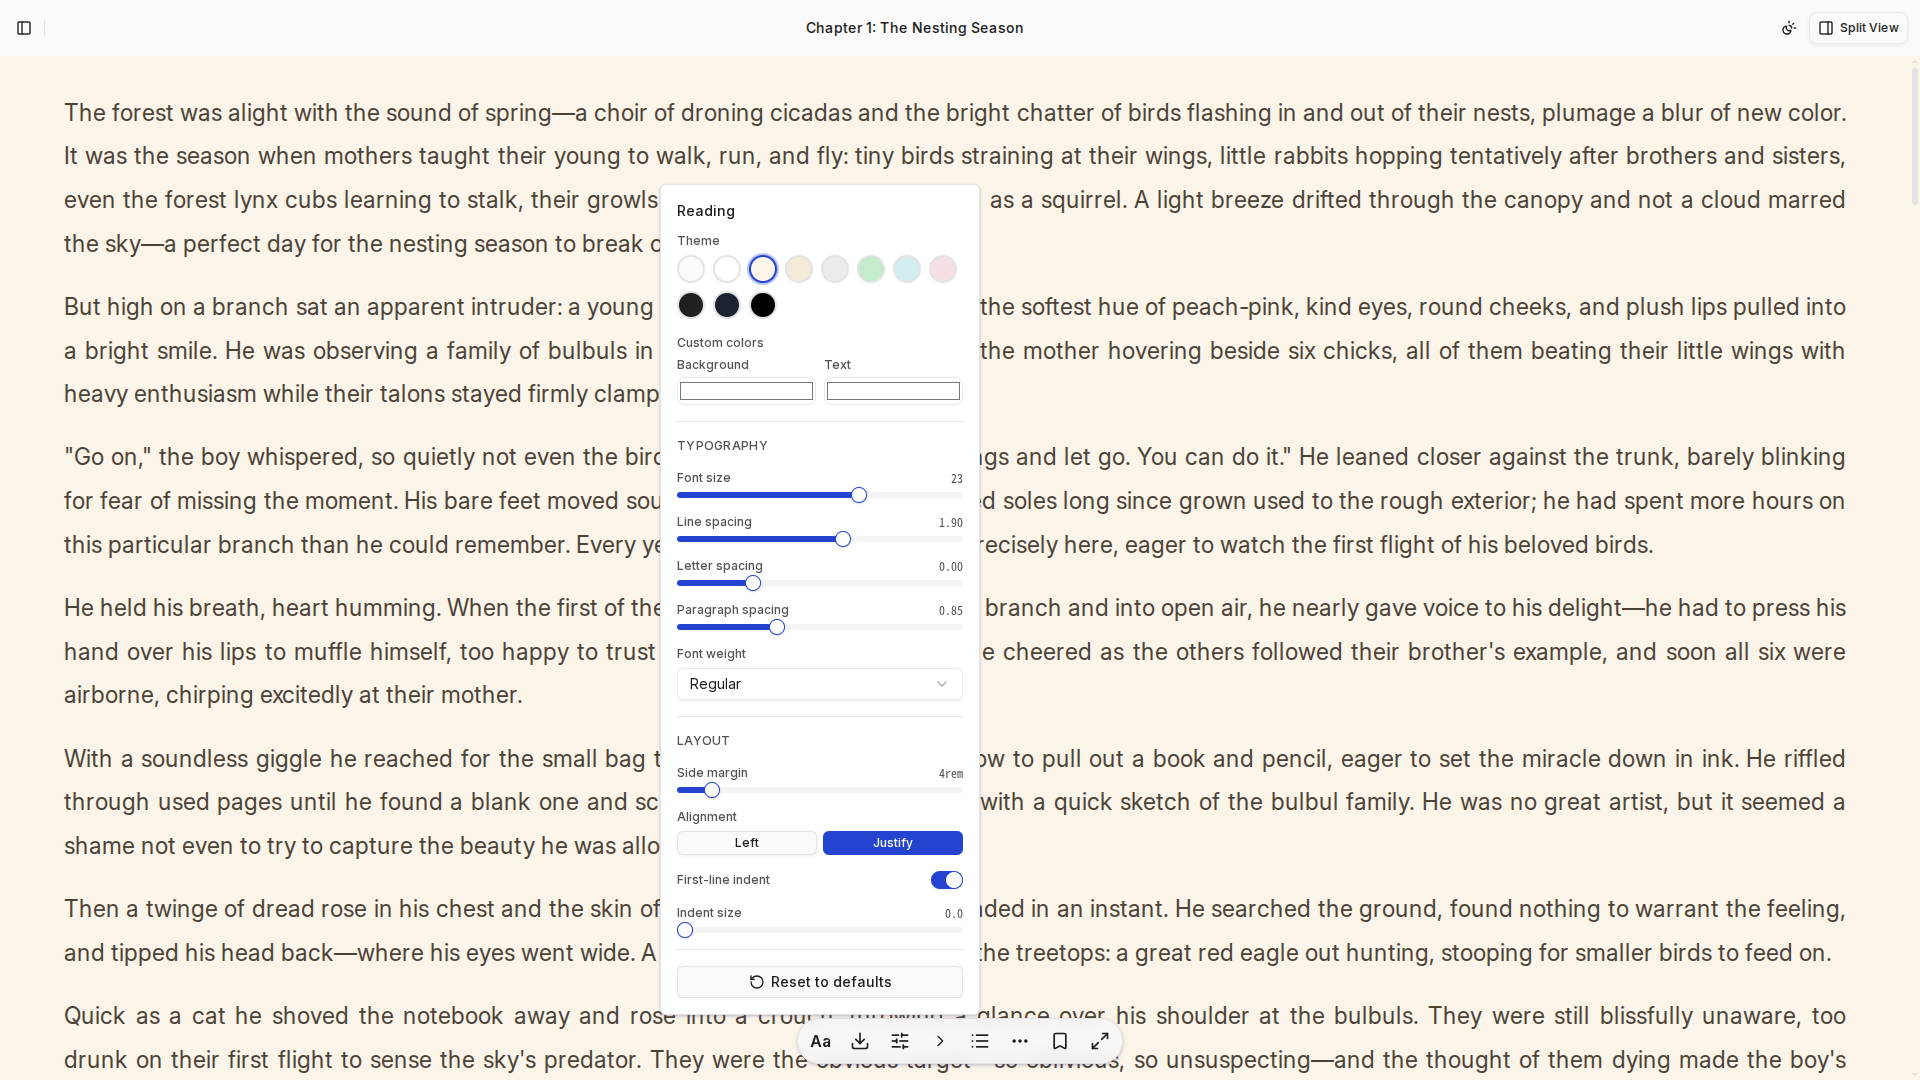 Chapter 1: The Nesting Season
Split View
The forest was alight with the sound of spring—a choir of droning cicadas and the bright chatter of birds flashing in and out of their nests, plumage a blur of new color.
It was the season when mothers taught their young to walk, run, and fly: tiny birds straining at their wings, little rabbits hopping tentatively after brothers and sisters,
even the forest lynx cubs learning to stalk, their growls as a squirrel. A light breeze drifted through the canopy and not a cloud marred
the sky—a perfect day for the nesting season to break
But high on a branch sat an apparent intruder: a young the softest hue of peach-pink, kind eyes, round cheeks, and plush lips pulled into
a bright smile. He was observing a family of bulbuls in the mother hovering beside six chicks, all of them beating their little wings with
heavy enthusiasm while their talons stayed firmly clamp
"Go on," the boy whispered, so quietly not even the bird gs and let go. You can do it." He leaned closer against the trunk, barely blinking
for fear of missing the moment. His bare feet moved sou d soles long since grown used to the rough exterior; he had spent more hours on
this particular branch than he could remember. Every ye recisely here, eager to watch the first flight of his beloved birds.
He held his breath, heart humming. When the first of the branch and into open air, he nearly gave voice to his delight—he had to press his
hand over his lips to muffle himself, too happy to trust e cheered as the others followed their brother's example, and soon all six were
airborne, chirping excitedly at their mother.
With a soundless giggle he reached for the small bag t ow to pull out a book and pencil, eager to set the miracle down in ink. He riffled
through used pages until he found a blank one and sc with a quick sketch of the bulbul family. He was no great artist, but it seemed a
shame not even to try to capture the beauty he was allo
Then a twinge of dread rose in his chest and the skin of nded in an instant. He searched the ground, found nothing to warrant the feeling,
and tipped his head back—where his eyes went wide. A the treetops: a great red eagle out hunting, stooping for smaller birds to feed on.
Quick as a cat he shoved the notebook away and rose into a crouch, throwing a glance over his shoulder at the bulbuls. They were still blissfully unaware, too
drunk on their first flight to sense the sky's predator. They were the obvious target—so oblivious, so unsuspecting—and the thought of them dying made the boy's
Reading
Theme
Custom colors
Background Text
TYPOGRAPHY
Font size 23
Line spacing 1.90
Letter spacing 0.00
Paragraph spacing 0.85
Font weight
Regular
LAYOUT
Side margin 4rem
Alignment
Left Justify
First-line indent
Indent size 0.0
Reset to defaults
Aa